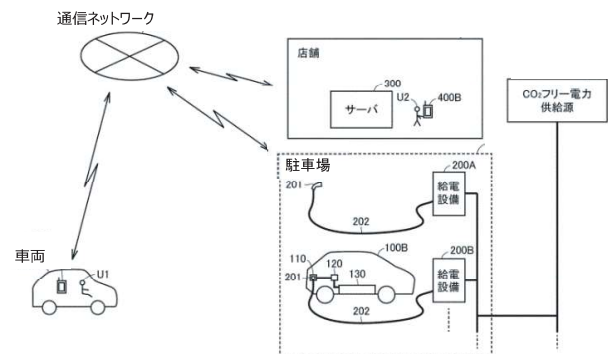 通信ネットワーク
店舗
300
サーバ
U2
400B
CO₂フリー電力
供給源
駐車場
201
202
200A
給電
設備
車両
U1
100B
110
120
130
201
202
200B
給電
設備